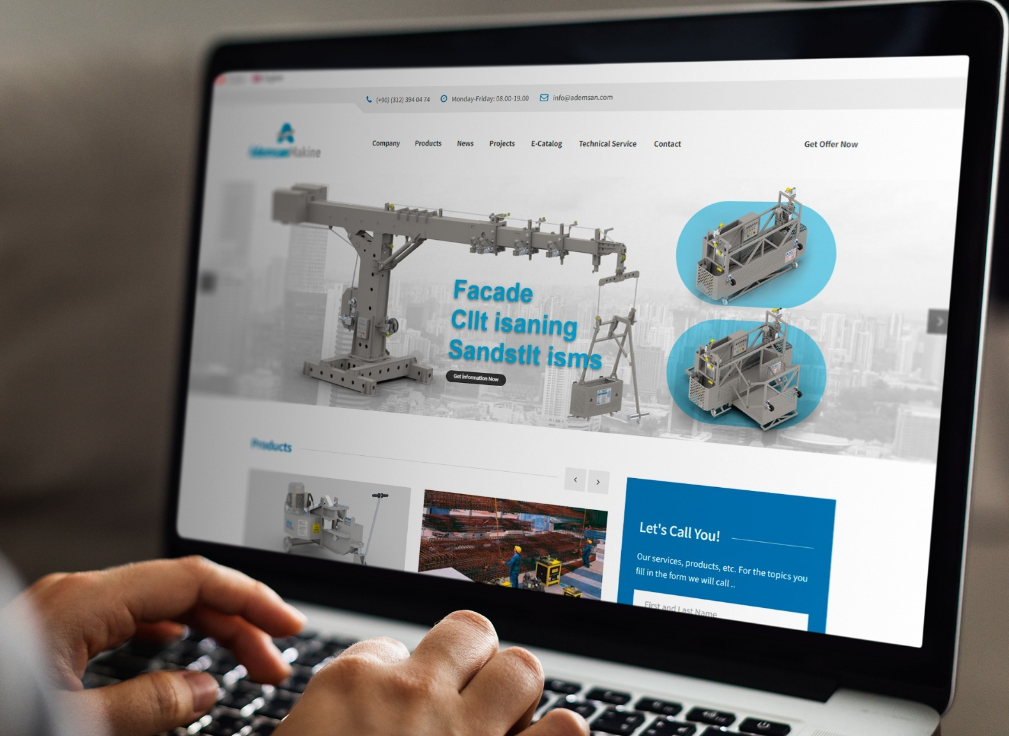 (+90) (312) 394 04 74 Monday-Friday: 08.00-19.00 info@ademsan.com
AdemsanMakine
Company Products News Projects E-Catalog Technical Service Contact Get Offer Now
Facade
Cllt isaning
Sandstlt isms
Get Information Now
Products
Let's Call You!
Our services, products, etc. For the topics you
fill in the form we will call ..
First and Last Name